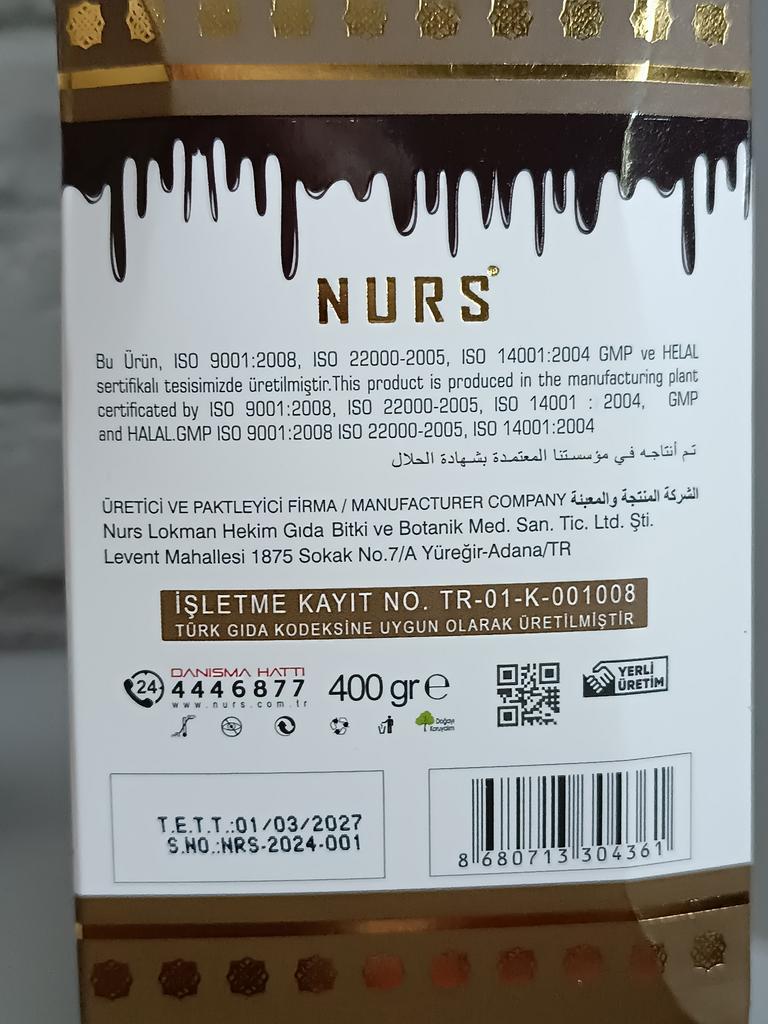 NURS®
Bu Ürün, ISO 9001:2008, ISO 22000-2005, ISO 14001:2004 GMP ve HELAL
sertifikalı tesisimizde üretilmiştir.This product is produced in the manufacturing plant
certificated by ISO 9001:2008, ISO 22000-2005, ISO 14001 : 2004, GMP
and HALAL.GMP ISO 9001:2008 ISO 22000-2005, ISO 14001:2004
تم أنتاجه في مؤسستنا المعتمدة بشهادة الحلال
ÜRETİCİ VE PAKTLEYİCİ FİRMA / MANUFACTURER COMPANY الشركة المنتجة والمعبنة
Nurs Lokman Hekim Gıda Bitki ve Botanik Med. San. Tic. Ltd. Şti.
Levent Mahallesi 1875 Sokak No.7/A Yüreğir-Adana/TR
İŞLETME KAYIT NO. TR-01-K-001008
TÜRK GIDA KODEKSİNE UYGUN OLARAK ÜRETİLMİŞTİR
24
DANIŞMA HATTI
4446877
www.nurs.com.tr
400 gr ℮
YERLİ
ÜRETİM
Doğayı
Koruyalım
T.E.T.T.:01/03/2027
S.NO.:NRS-2024-001
8 680713 304361